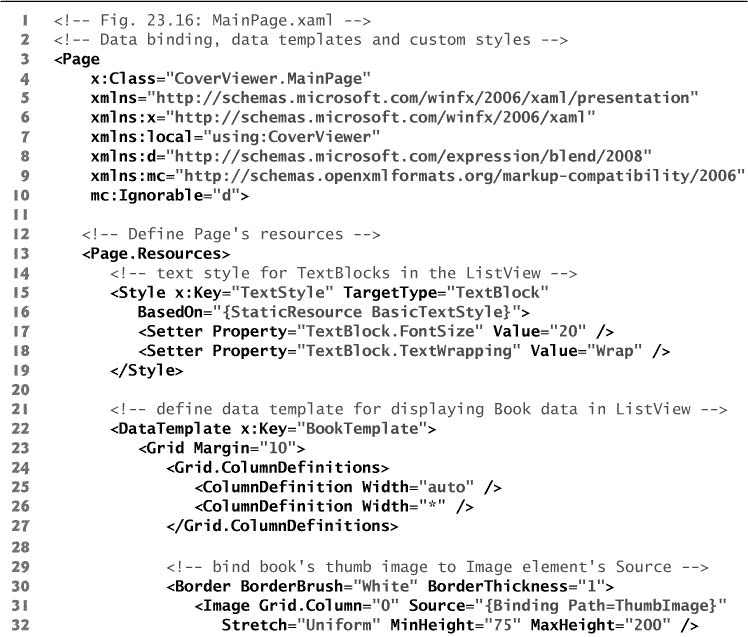 1 <!-- Fig. 23.16: MainPage.xaml -->
2 <!-- Data binding, data templates and custom styles -->
3 <Page
4 x:Class="CoverViewer.MainPage"
5 xmlns="http://schemas.microsoft.com/winfx/2006/xaml/presentation"
6 xmlns:x="http://schemas.microsoft.com/winfx/2006/xaml"
7 xmlns:local="using:CoverViewer"
8 xmlns:d="http://schemas.microsoft.com/expression/blend/2008"
9 xmlns:mc="http://schemas.openxmlformats.org/markup-compatibility/2006"
10 mc:Ignorable="d">
11
12 <!-- Define Page's resources -->
13 <Page.Resources>
14 <!-- text style for TextBlocks in the ListView -->
15 <Style x:Key="TextStyle" TargetType="TextBlock"
16 BasedOn="{StaticResource BasicTextStyle}">
17 <Setter Property="TextBlock.FontSize" Value="20" />
18 <Setter Property="TextBlock.TextWrapping" Value="Wrap" />
19 </Style>
20
21 <!-- define data template for displaying Book data in ListView -->
22 <DataTemplate x:Key="BookTemplate">
23 <Grid Margin="10">
24 <Grid.ColumnDefinitions>
25 <ColumnDefinition Width="auto" />
26 <ColumnDefinition Width="*" />
27 </Grid.ColumnDefinitions>
28
29 <!-- bind book's thumb image to Image element's Source -->
30 <Border BorderBrush="White" BorderThickness="1">
31 <Image Grid.Column="0" Source="{Binding Path=ThumbImage}"
32 Stretch="Uniform" MinHeight="75" MaxHeight="200" />